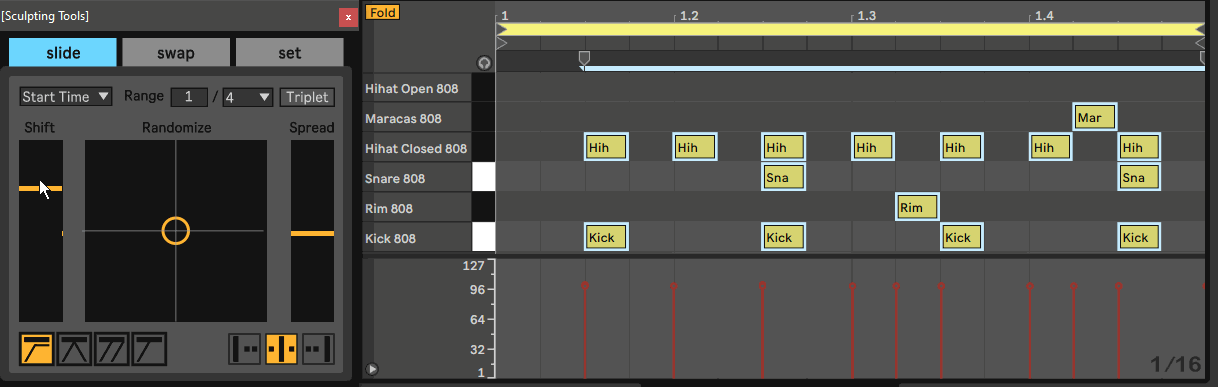 [Sculpting Tools]
x
slide
swap
set
Start Time
Range
1
/
4
Triplet
Shift
Randomize
Spread
Fold
1
1.2
1.3
1.4
Hihat Open 808
Maracas 808
Mar
Hihat Closed 808
Hih
Hih
Hih
Hih
Hih
Hih
Hih
Snare 808
Sna
Sna
Rim 808
Rim
Kick 808
Kick
Kick
Kick
Kick
127
96
64
32
1
1/16